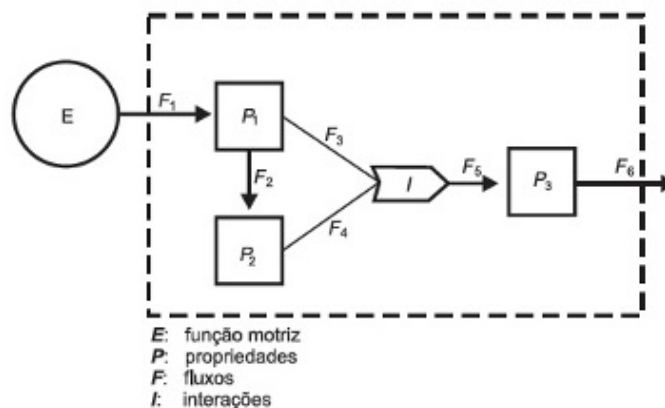 E
F₁
P₁
F₂
P₂
F₃
F₄
I
F₅
P₃
F₆
E: função motriz
P: propriedades
F: fluxos
I: interações